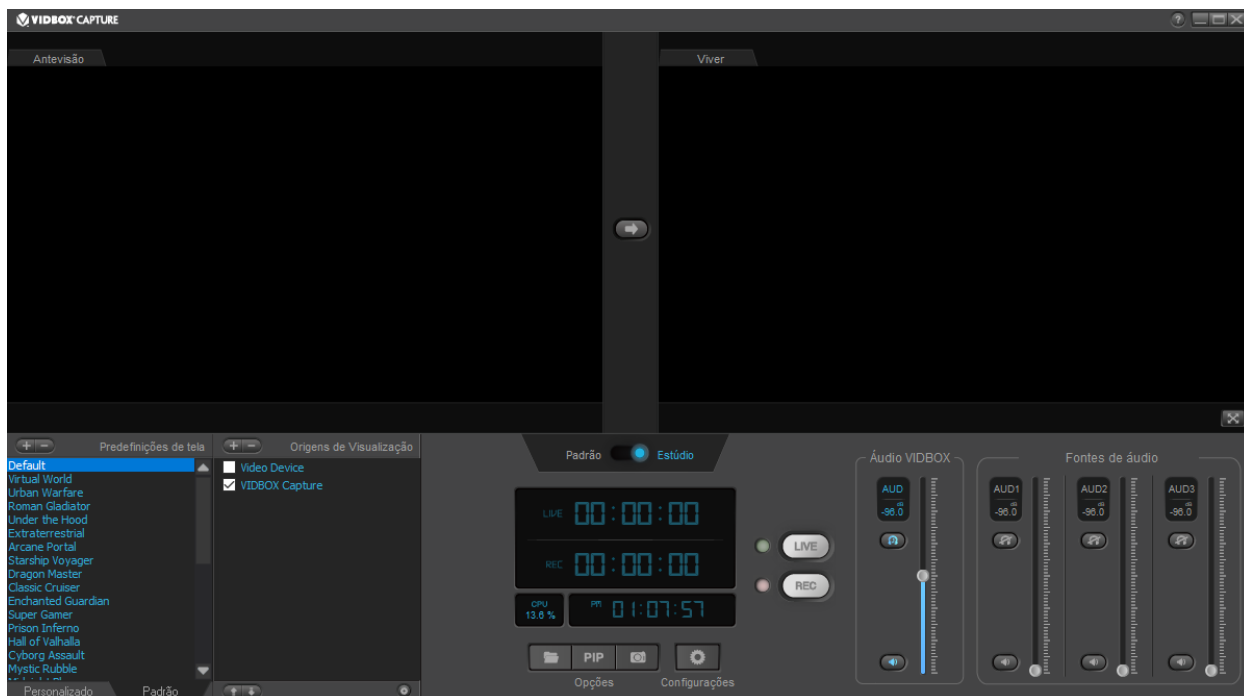 VIDBOX CAPTURE
?
Antevisão
Viver
Predefinições de tela
Origens de Visualização
Default
Virtual World
Urban Warfare
Roman Gladiator
Under the Hood
Extraterrestrial
Arcane Portal
Starship Voyager
Dragon Master
Classic Cruiser
Enchanted Guardian
Super Gamer
Prison Inferno
Hall of Valhalla
Cyborg Assault
Mystic Rubble
Personalizado
Padrão
Video Device
VIDBOX Capture
Padrão
Estúdio
LIVE 00:00:00
REC 00:00:00
CPU
13.6 %
PM 01:07:57
LIVE
REC
PIP
Opções
Configurações
Áudio VIDBOX
AUD
dB
-96.0
Fontes de áudio
AUD1
dB
-96.0
AUD2
dB
-96.0
AUD3
dB
-96.0